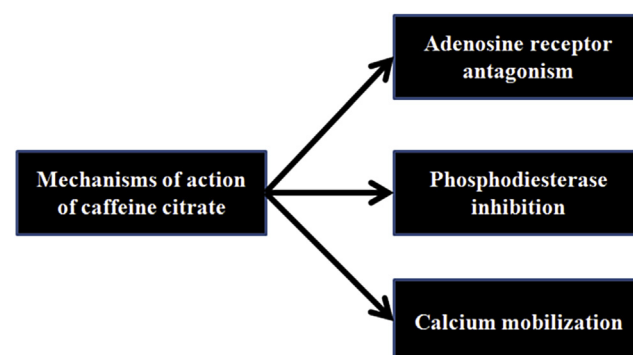 Adenosine receptor
antagonism
Mechanisms of action
of caffeine citrate
Phosphodiesterase
inhibition
Calcium mobilization